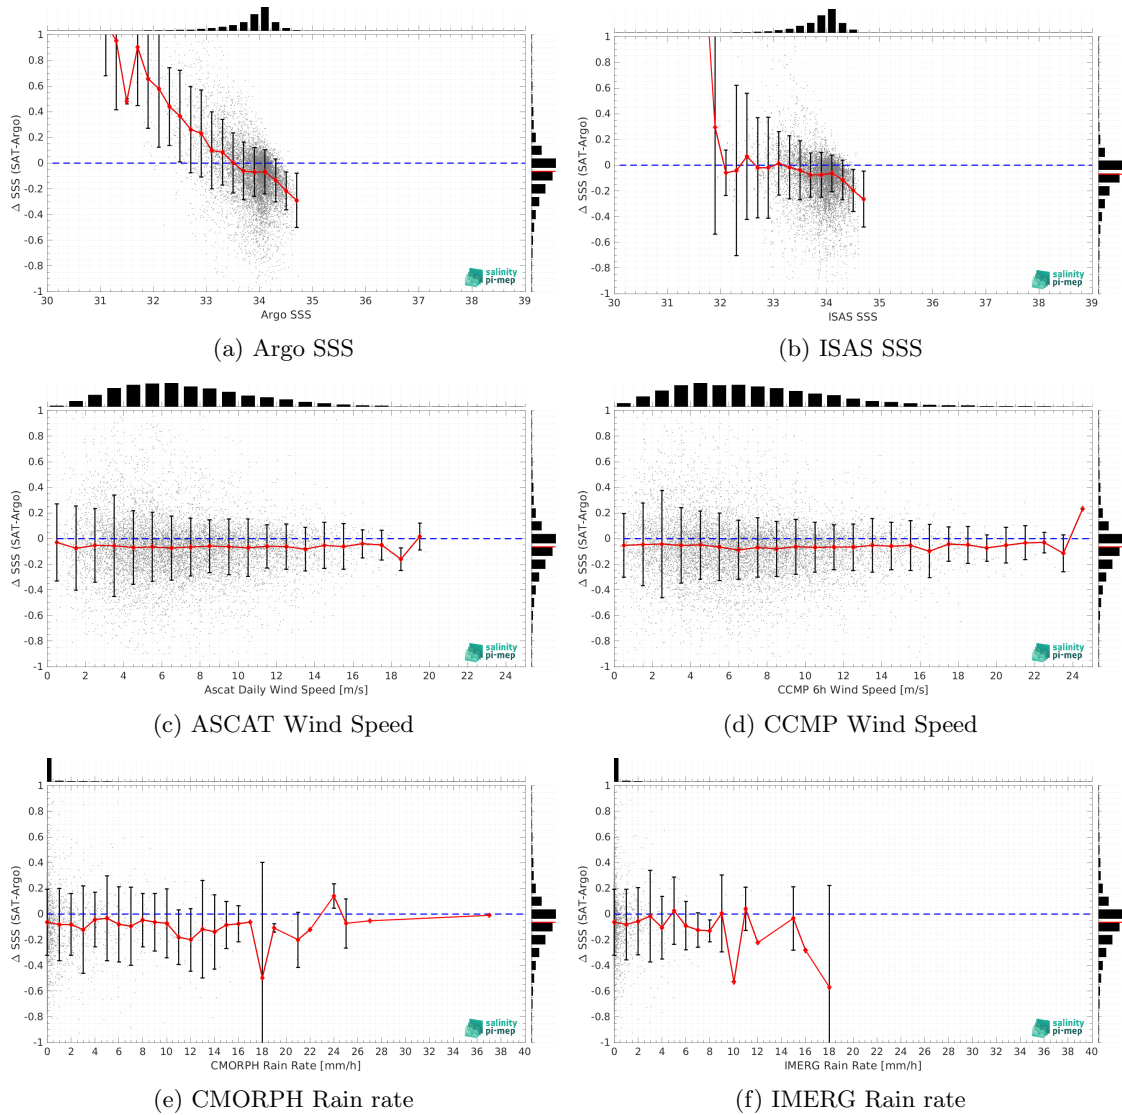 1
0.8
0.6
0.4
0.2
0
-0.2
-0.4
-0.6
-0.8
-1
Δ SSS (SAT-Argo)
30 31 32 33 34 35 36 37 38 39
Argo SSS
salinity
pi-mep
(a) Argo SSS
1
0.8
0.6
0.4
0.2
0
-0.2
-0.4
-0.6
-0.8
-1
Δ SSS (SAT-Argo)
30 31 32 33 34 35 36 37 38 39
ISAS SSS
salinity
pi-mep
(b) ISAS SSS
1
0.8
0.6
0.4
0.2
0
-0.2
-0.4
-0.6
-0.8
-1
Δ SSS (SAT-Argo)
0 2 4 6 8 10 12 14 16 18 20 22 24
Ascat Daily Wind Speed [m/s]
salinity
pi-mep
(c) ASCAT Wind Speed
1
0.8
0.6
0.4
0.2
0
-0.2
-0.4
-0.6
-0.8
-1
Δ SSS (SAT-Argo)
0 2 4 6 8 10 12 14 16 18 20 22 24
CCMP 6h Wind Speed [m/s]
salinity
pi-mep
(d) CCMP Wind Speed
1
0.8
0.6
0.4
0.2
0
-0.2
-0.4
-0.6
-0.8
-1
Δ SSS (SAT-Argo)
0 2 4 6 8 10 12 14 16 18 20 22 24 26 28 30 32 34 36 38 40
CMORPH Rain Rate [mm/h]
salinity
pi-mep
(e) CMORPH Rain rate
1
0.8
0.6
0.4
0.2
0
-0.2
-0.4
-0.6
-0.8
-1
Δ SSS (SAT-Argo)
0 2 4 6 8 10 12 14 16 18 20 22 24 26 28 30 32 34 36 38 40
IMERG Rain Rate [mm/h]
salinity
pi-mep
(f) IMERG Rain rate